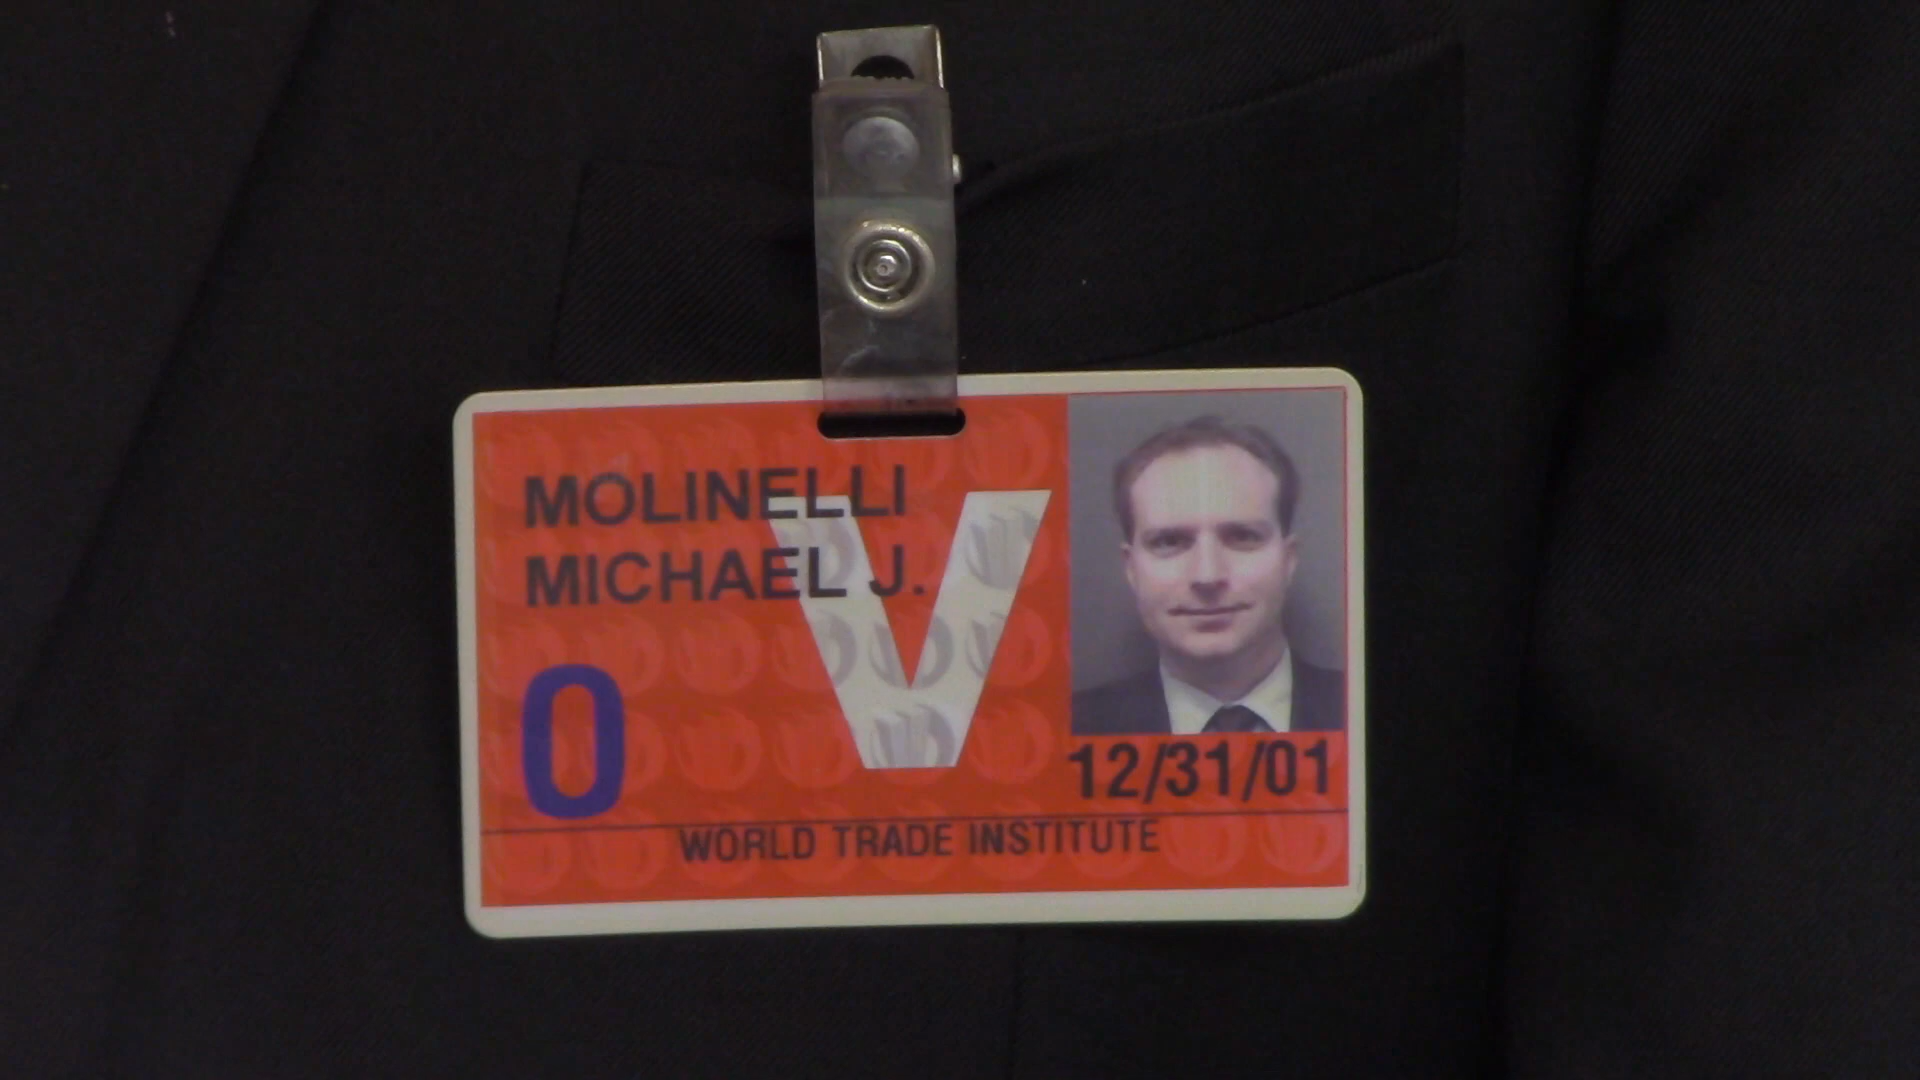 MOLINELLI
MICHAEL J.
V
0
12/31/01
WORLD TRADE INSTITUTE